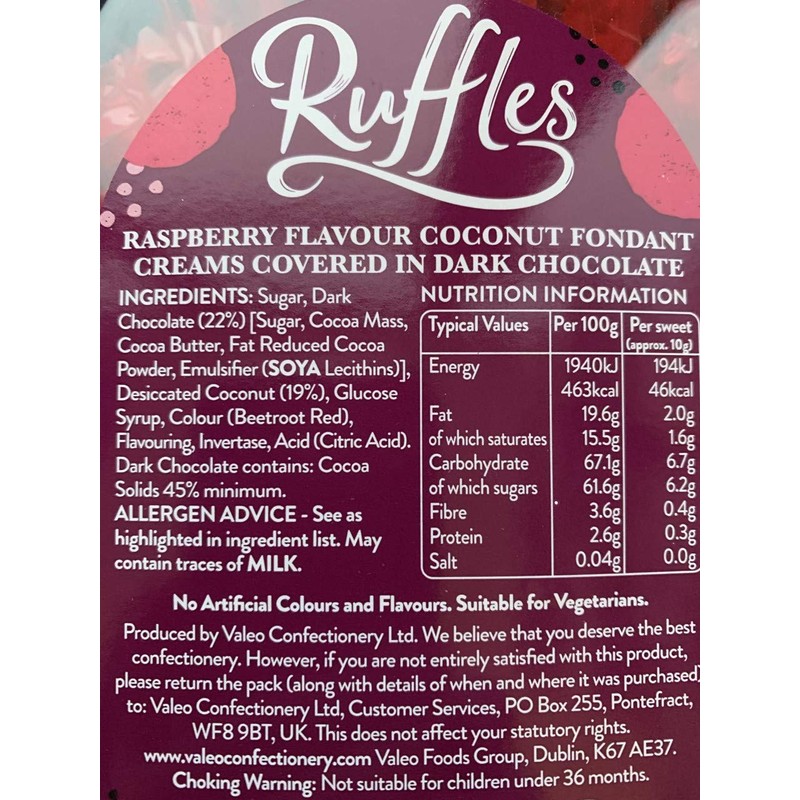 Ruffles
RASPBERRY FLAVOUR COCONUT FONDANT
CREAMS COVERED IN DARK CHOCOLATE
INGREDIENTS: Sugar, Dark
Chocolate (22%) [Sugar, Cocoa Mass,
Cocoa Butter, Fat Reduced Cocoa
Powder, Emulsifier (SOYA Lecithins)],
Desiccated Coconut (19%), Glucose
Syrup, Colour (Beetroot Red),
Flavouring, Invertase, Acid (Citric Acid).
Dark Chocolate contains: Cocoa
Solids 45% minimum.
ALLERGEN ADVICE - See as
highlighted in ingredient list. May
contain traces of MILK.
NUTRITION INFORMATION
Typical Values Per 100g Per sweet
(approx. 10g)
Energy 1940kJ 194kJ
463kcal 46kcal
Fat 19.6g 2.0g
of which saturates 15.5g 1.6g
Carbohydrate 67.1g 6.7g
of which sugars 61.6g 6.2g
Fibre 3.6g 0.4g
Protein 2.6g 0.3g
Salt 0.04g 0.0g
No Artificial Colours and Flavours. Suitable for Vegetarians.
Produced by Valeo Confectionery Ltd. We believe that you deserve the best
confectionery. However, if you are not entirely satisfied with this product,
please return the pack (along with details of when and where it was purchased)
to: Valeo Confectionery Ltd, Customer Services, PO Box 255, Pontefract,
WF8 9BT, UK. This does not affect your statutory rights.
www.valeoconfectionery.com Valeo Foods Group, Dublin, K67 AE37.
Choking Warning: Not suitable for children under 36 months.